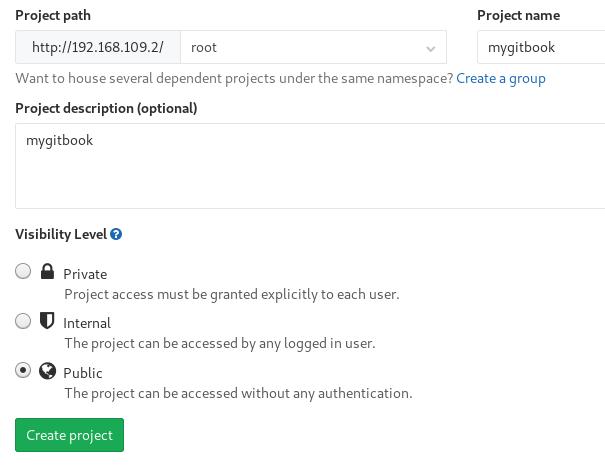 Project path Project name
http://192.168.109.2/ root mygitbook
Want to house several dependent projects under the same namespace? Create a group
Project description (optional)
mygitbook
Visibility Level ?
Private
Project access must be granted explicitly to each user.
Internal
The project can be accessed by any logged in user.
Public
The project can be accessed without any authentication.
Create project